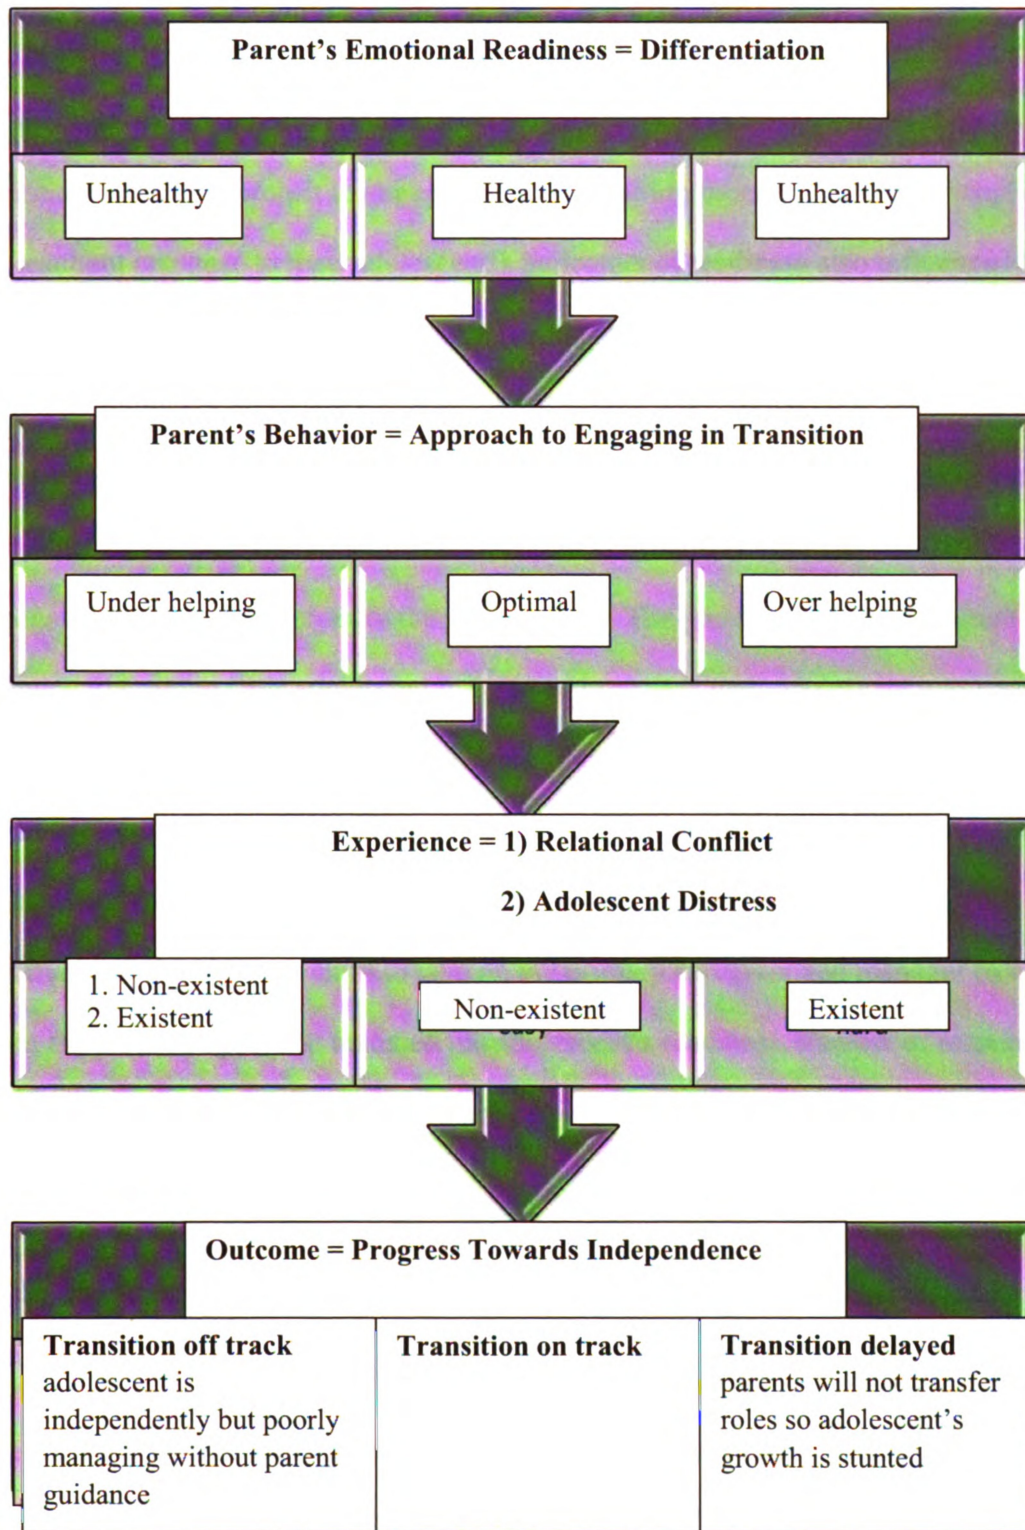 Parent's Emotional Readiness = Differentiation
Unhealthy
Healthy
Unhealthy
Parent's Behavior = Approach to Engaging in Transition
Under helping
Optimal
Over helping
Experience = 1) Relational Conflict
2) Adolescent Distress
1. Non-existent
2. Existent
Non-existent
Existent
Outcome = Progress Towards Independence
Transition off track
adolescent is
independently but poorly
managing without parent
guidance
Transition on track
Transition delayed
parents will not transfer
roles so adolescent's
growth is stunted